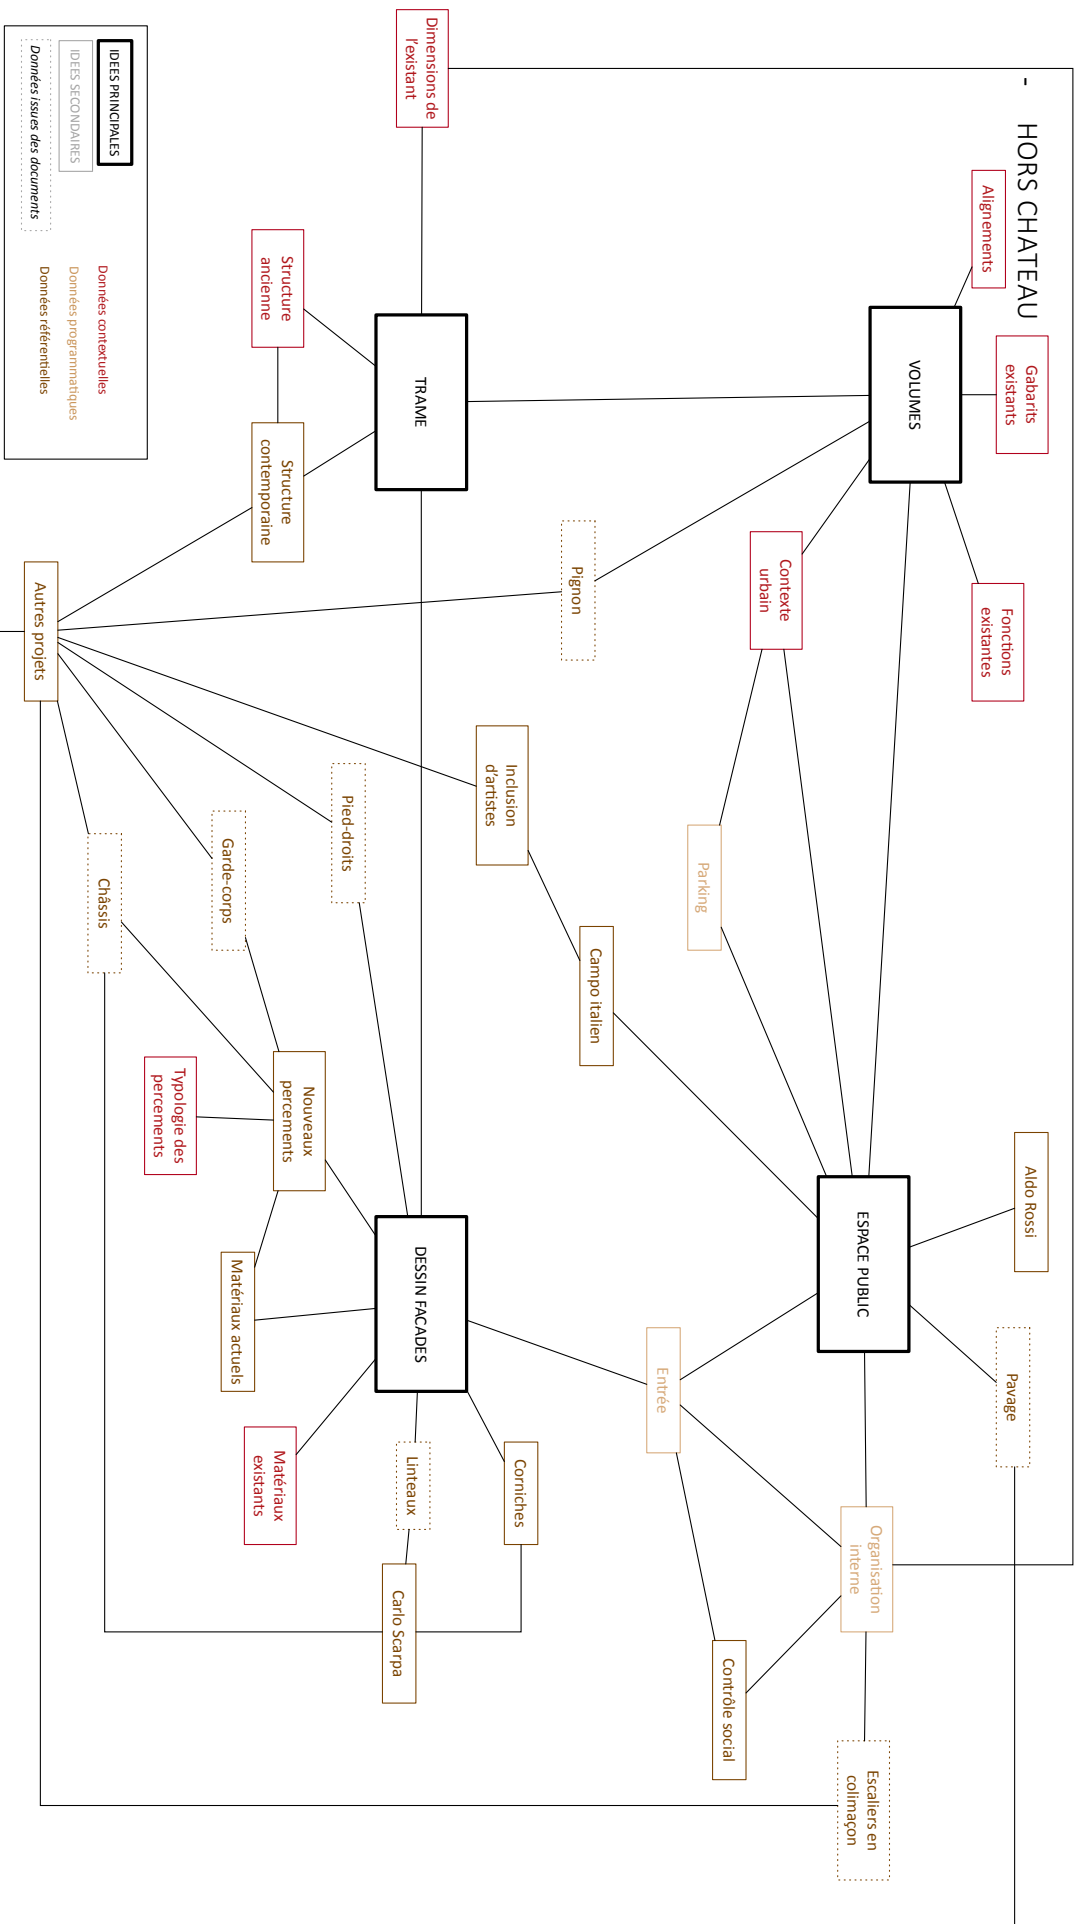 - HORS CHATEAU
Alignements
Gabarits
existants
Fonctions
existantes
VOLUMES
Contexte
urbain
Pignon
Dimensions de
l'existant
TRAME
Structure
ancienne
Structure
contemporaine
Autres projets
Inclusion
d'artistes
Campo italien
Parking
Aldo Rossi
Pavage
ESPACE PUBLIC
Entrée
Organisation
interne
Contrôle social
Escaliers en
colimaçon
Pied-droits
Garde-corps
Châssis
Nouveaux
percements
Typologie des
percements
Matériaux actuels
DESSIN FACADES
Matériaux
existants
Linteaux
Corniches
Carlo Scarpa
IDEES PRINCIPALES
IDEES SECONDAIRES
Données issues des documents
Données contextuelles
Données programmatiques
Données référentielles